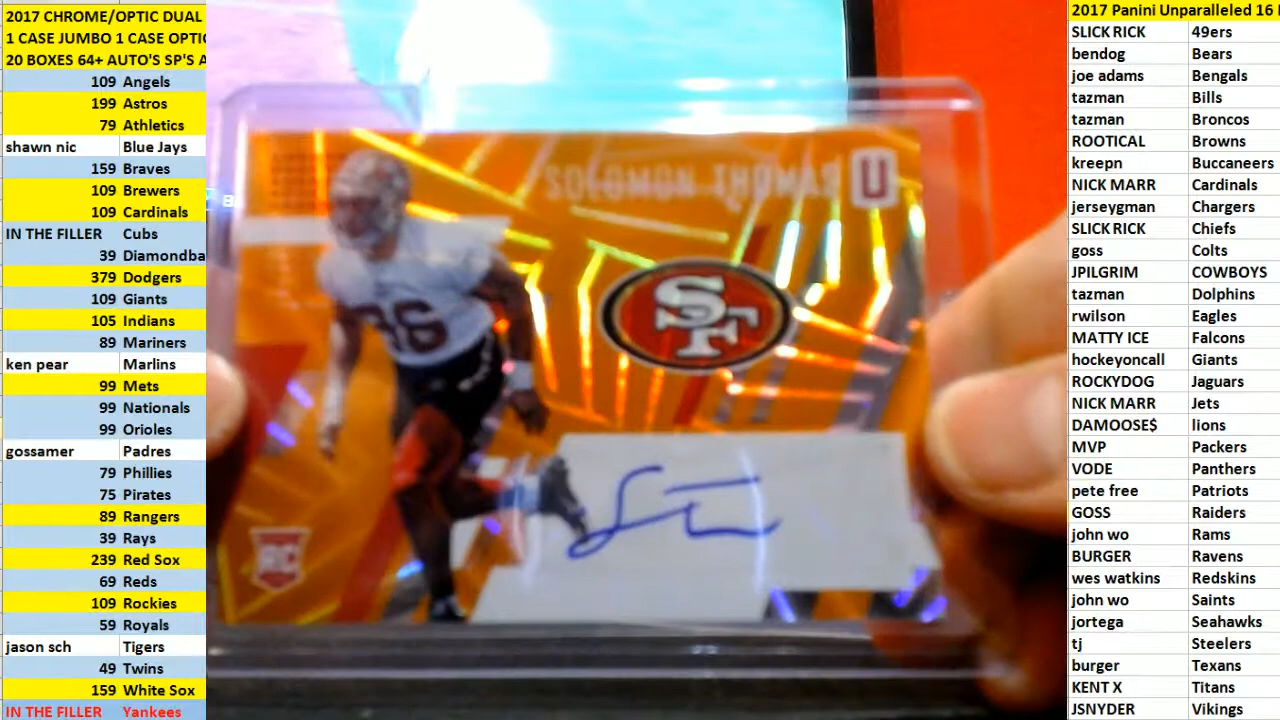 2017 CHROME/OPTIC DUAL
1 CASE JUMBO 1 CASE OPTIC
20 BOXES 64+ AUTO'S SP'S A
109 Angels
199 Astros
79 Athletics
shawn nic Blue Jays
159 Braves
109 Brewers
109 Cardinals
IN THE FILLER Cubs
39 Diamondba
379 Dodgers
109 Giants
105 Indians
89 Mariners
ken pear Marlins
99 Mets
99 Nationals
99 Orioles
gossamer Padres
79 Phillies
75 Pirates
89 Rangers
39 Rays
239 Red Sox
69 Reds
109 Rockies
59 Royals
jason sch Tigers
49 Twins
159 White Sox
IN THE FILLER Yankees
SOLOMON THOMAS U
96
SF
RC
2017 Panini Unparalleled 16
SLICK RICK 49ers
bendog Bears
joe adams Bengals
tazman Bills
tazman Broncos
ROOTICAL Browns
kreepn Buccaneers
NICK MARR Cardinals
jerseygman Chargers
SLICK RICK Chiefs
goss Colts
JPILGRIM COWBOYS
tazman Dolphins
rwilson Eagles
MATTY ICE Falcons
hockeyoncall Giants
ROCKYDOG Jaguars
NICK MARR Jets
DAMOOSE$ lions
MVP Packers
VODE Panthers
pete free Patriots
GOSS Raiders
john wo Rams
BURGER Ravens
wes watkins Redskins
john wo Saints
jortega Seahawks
tj Steelers
burger Texans
KENT X Titans
JSNYDER Vikings